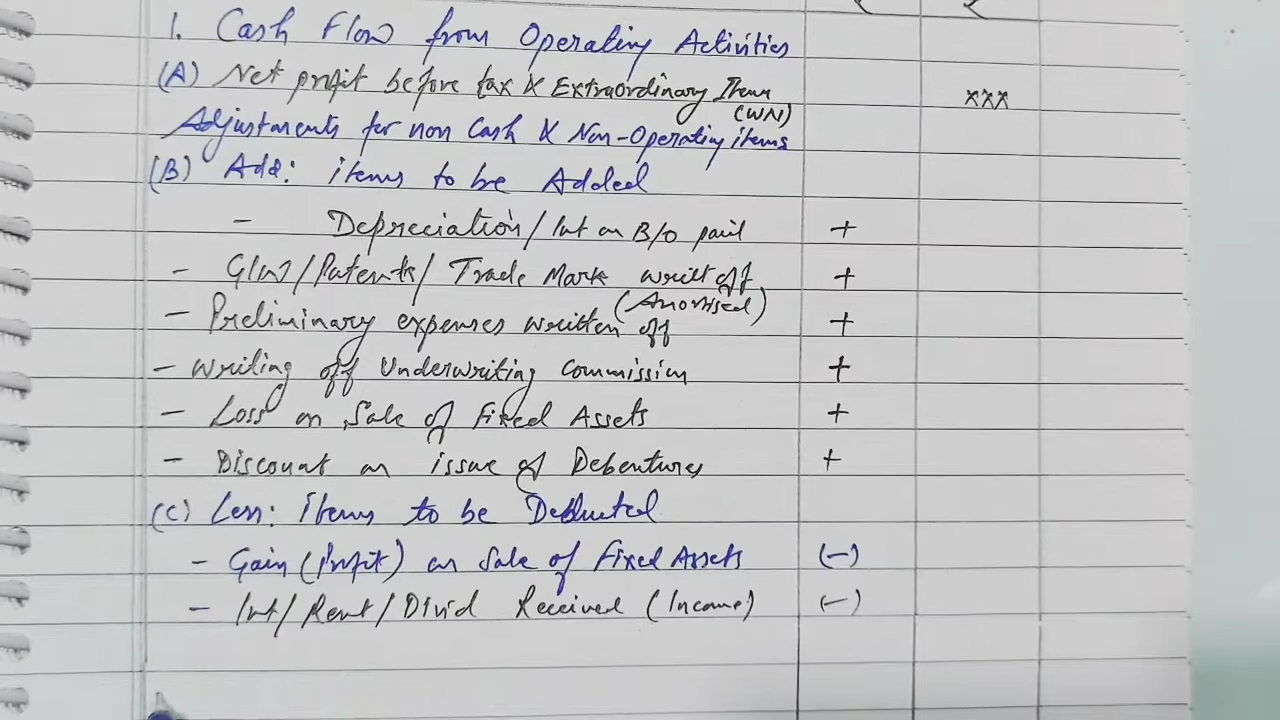 ₹ ₹
1. Cash Flow from Operating Activities
(A) Net profit before tax & Extraordinary Items xxx
(WN)
Adjustments for non Cash & Non-Operating items
(B) Add: items to be Added
- Depreciation/Int on B/O paid +
- G/W/Patents/Trade Mark writt off +
(Amortised)
- Preliminary expenses written off +
- Writing off Underwriting Commission +
- Loss on Sale of Fixed Assets +
- Discount on issue of Debentures +
(C) Less: items to be Deducted
- Gain (Profit) on Sale of Fixed Assets (-)
- Int/Rent/Divid Received (Income) (-)